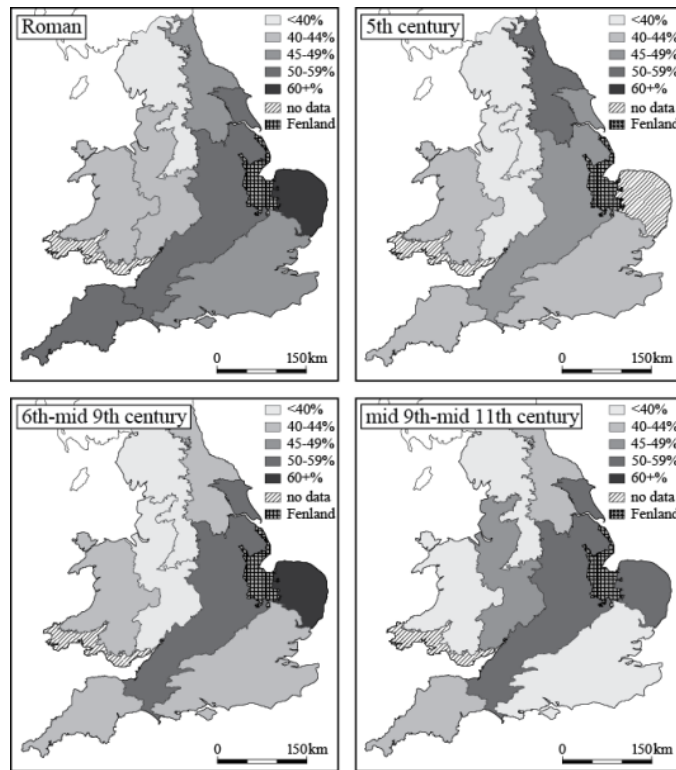 Roman
<40%
40-44%
45-49%
50-59%
60+%
no data
Fenland
0 150km
5th century
<40%
40-44%
45-49%
50-59%
60+%
no data
Fenland
0 150km
6th-mid 9th century
<40%
40-44%
45-49%
50-59%
60+%
no data
Fenland
0 150km
mid 9th-mid 11th century
<40%
40-44%
45-49%
50-59%
60+%
no data
Fenland
0 150km